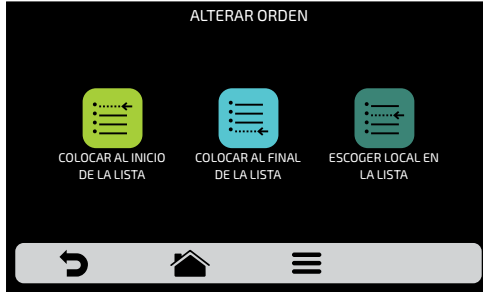 ALTERAR ORDEN
COLOCAR AL INICIO
DE LA LISTA
COLOCAR AL FINAL
DE LA LISTA
ESCOGER LOCAL EN
LA LISTA